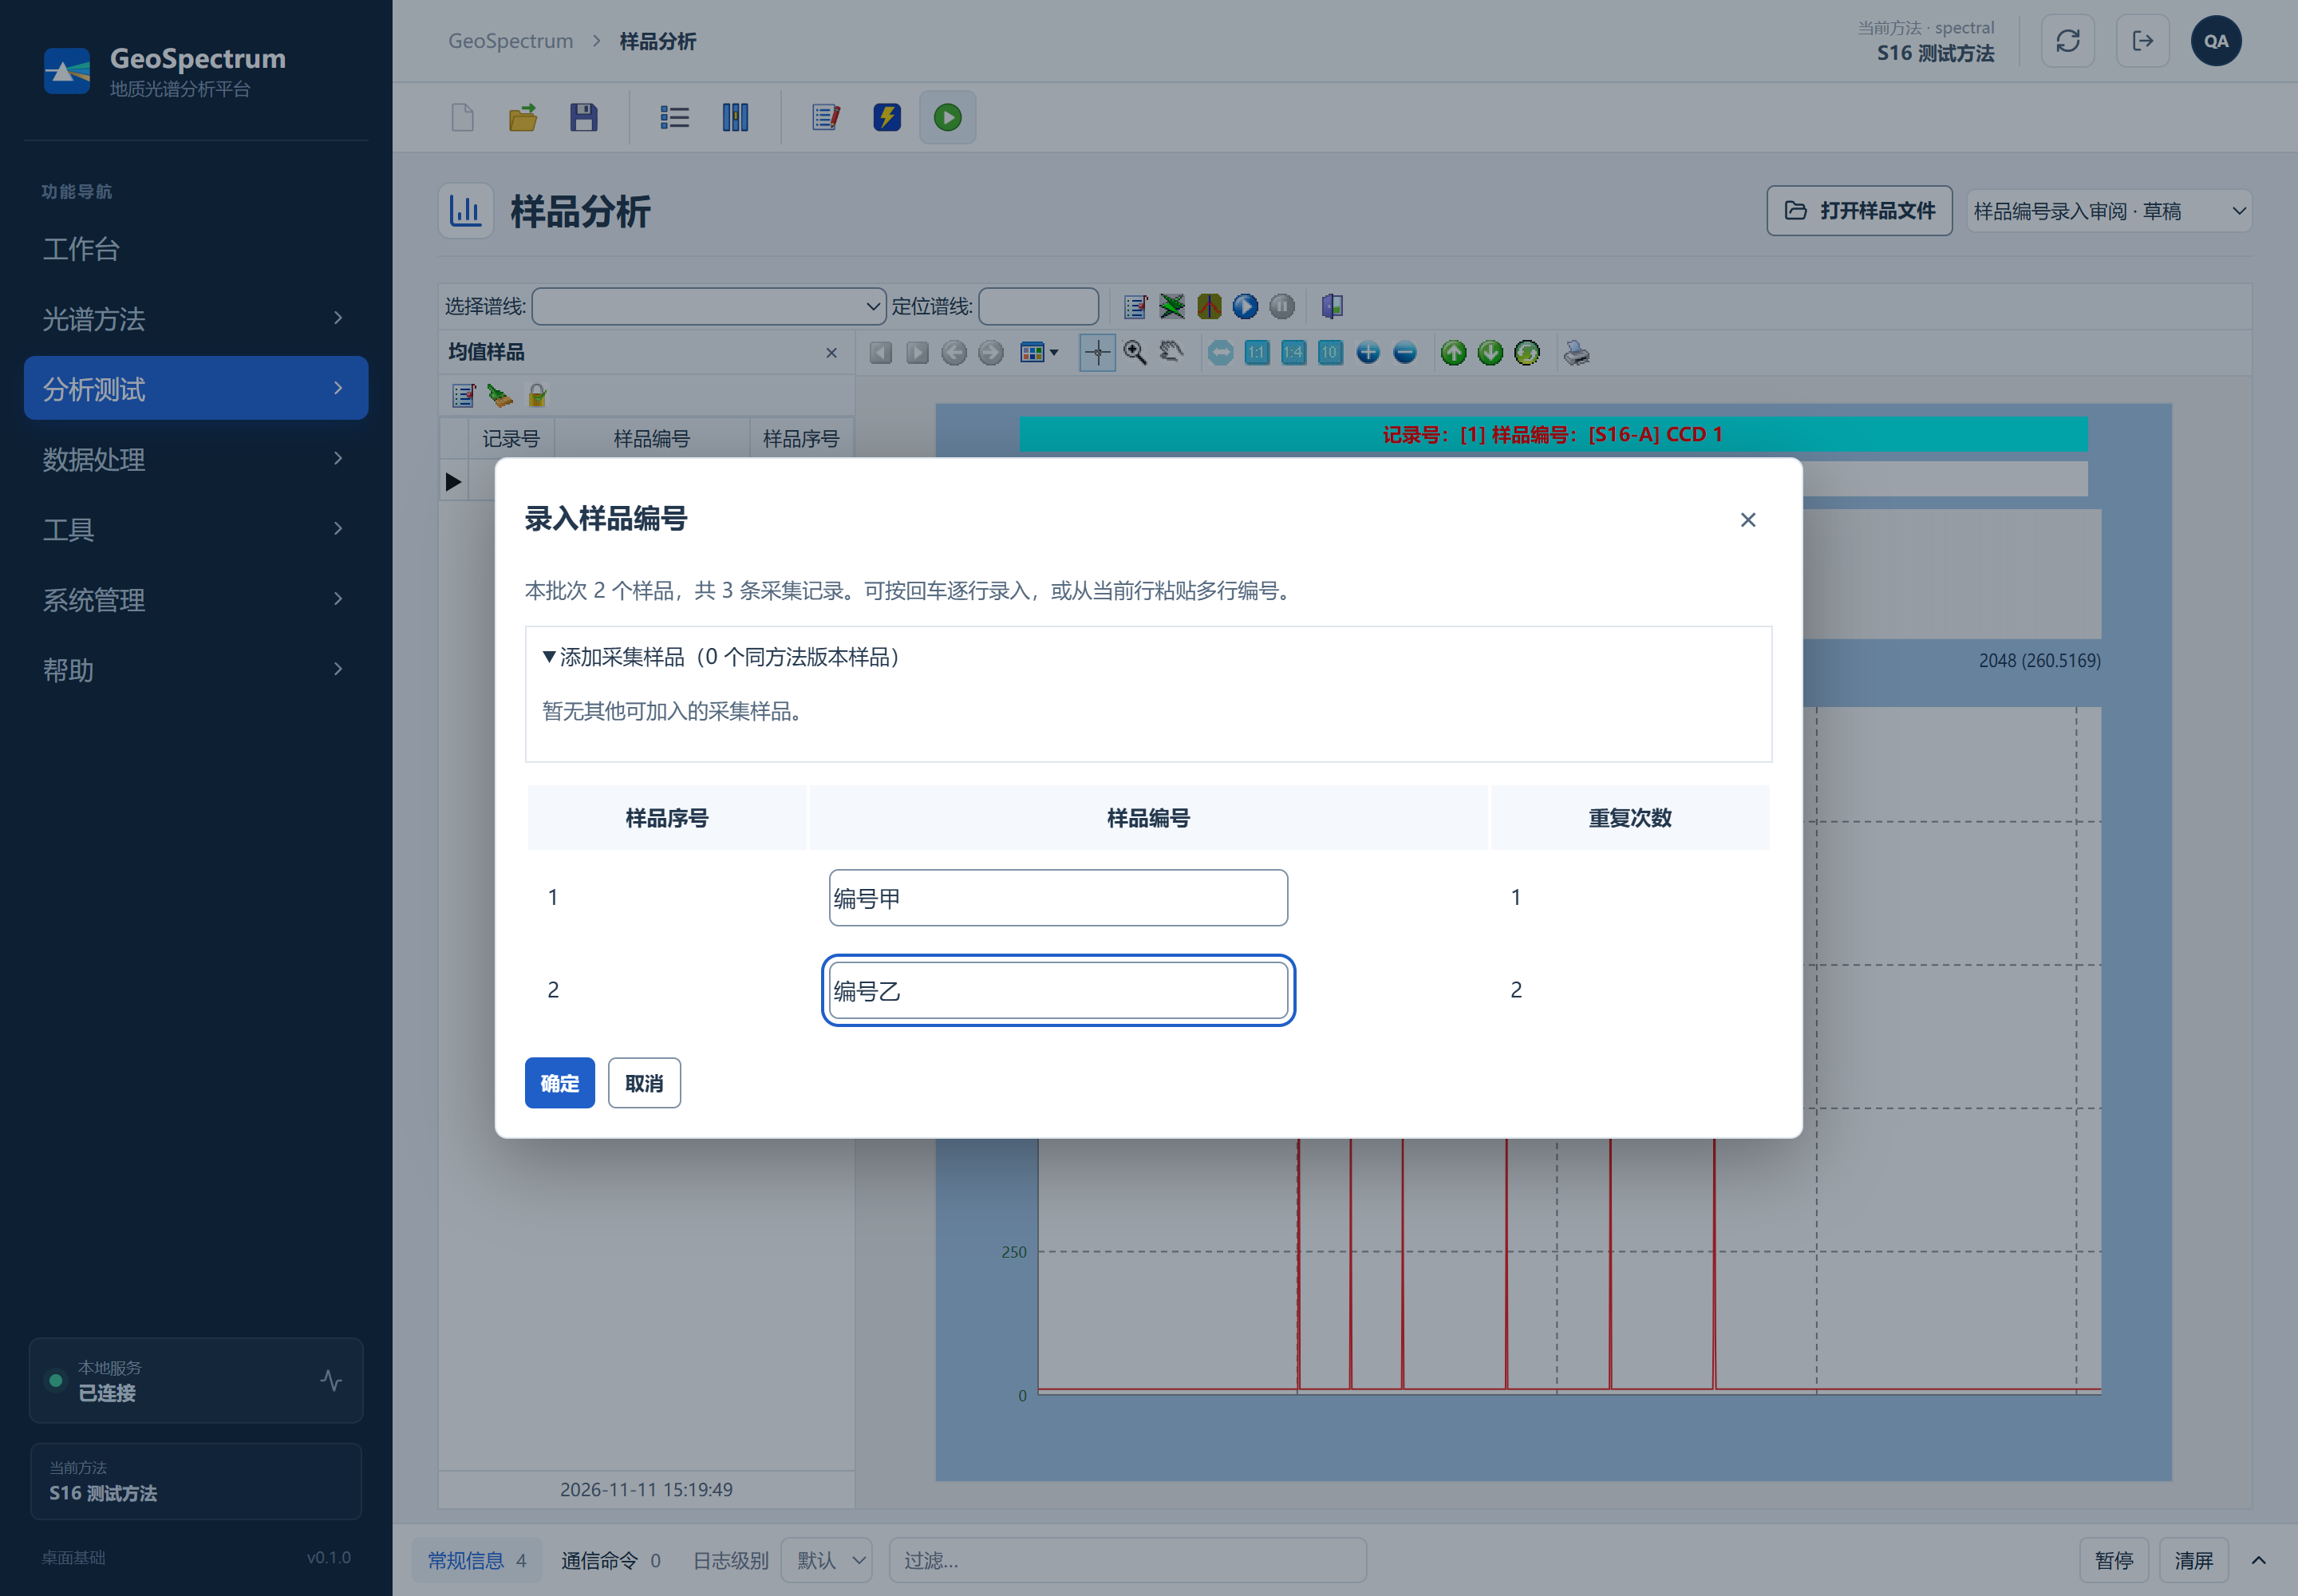 GeoSpectrum
地质光谱分析平台
功能导航
工作台
光谱方法
分析测试
数据处理
工具
系统管理
帮助
本地服务
已连接
当前方法
S16 测试方法
桌面基础 v0.1.0
GeoSpectrum 样品分析
当前方法 · spectral
S16 测试方法
QA
样品分析
打开样品文件
样品编号录入审阅 · 草稿
选择谱线: 定位谱线:
均值样品
1:1 1:4 10
记录号 样品编号 样品序号
记录号: [1] 样品编号: [S16-A] CCD 1
2048 (260.5169)
录入样品编号
本批次 2 个样品，共 3 条采集记录。可按回车逐行录入，或从当前行粘贴多行编号。
添加采集样品（0 个同方法版本样品）
暂无其他可加入的采集样品。
样品序号 样品编号 重复次数
1 编号甲 1
2 编号乙 2
确定 取消
250
0
2026-11-11 15:19:49
常规信息 4 通信命令 0 日志级别 默认 过滤... 暂停 清屏